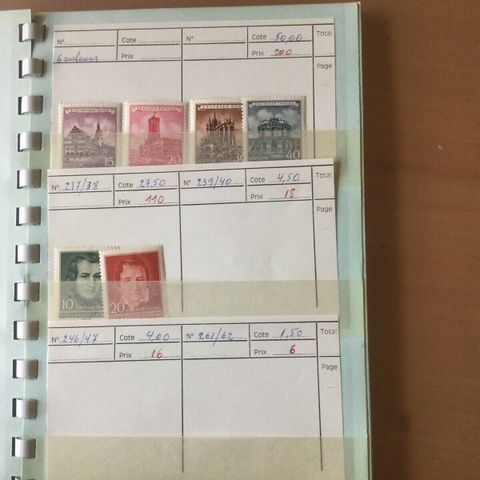 N° Cote N° Cote 50,00 Total
6 valeurs Prix Prix 200
Page
15 20 40
N° 237/38 Cote 27.50 N° 239/40 Cote 4,50 Total
Prix 110 Prix 18
Page
10 20
N° 246/47 Cote 4,00 N° 261/62 Cote 1,50 Total
Prix 16 Prix 6
Page